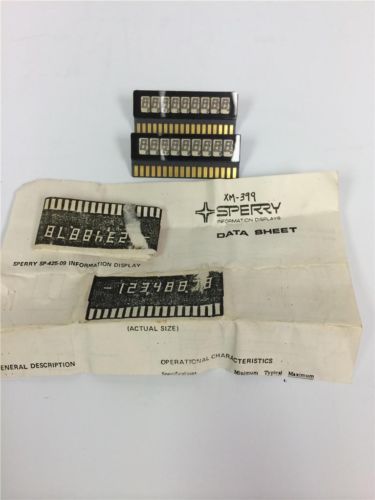 XM-399
SPERRY
INFORMATION DISPLAYS
DATA SHEET
SPERRY SP-425-09 INFORMATION DISPLAY
(ACTUAL SIZE)
GENERAL DESCRIPTION
OPERATIONAL CHARACTERISTICS
Minimum Typical Maximum